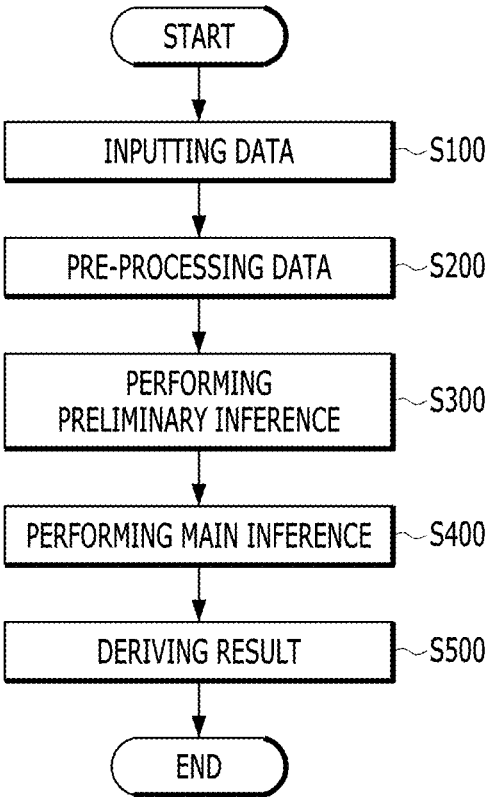 START
INPUTTING DATA
S100
PRE-PROCESSING DATA
S200
PERFORMING
PRELIMINARY INFERENCE
S300
PERFORMING MAIN INFERENCE
S400
DERIVING RESULT
S500
END